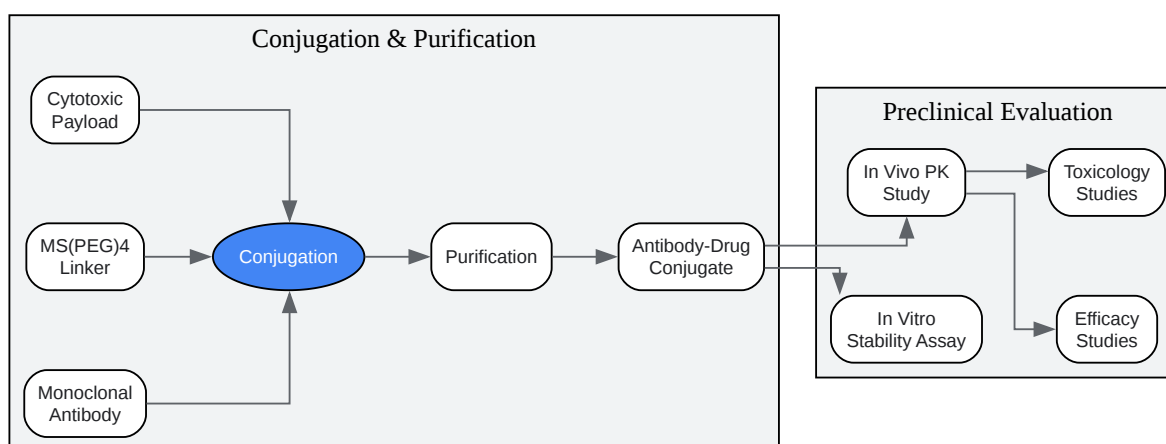 Conjugation & Purification
Cytotoxic
Payload
MS(PEG)4
Linker
Monoclonal
Antibody
Conjugation
Purification
Antibody-Drug
Conjugate
Preclinical Evaluation
In Vivo PK
Study
Toxicology
Studies
In Vitro
Stability Assay
Efficacy
Studies